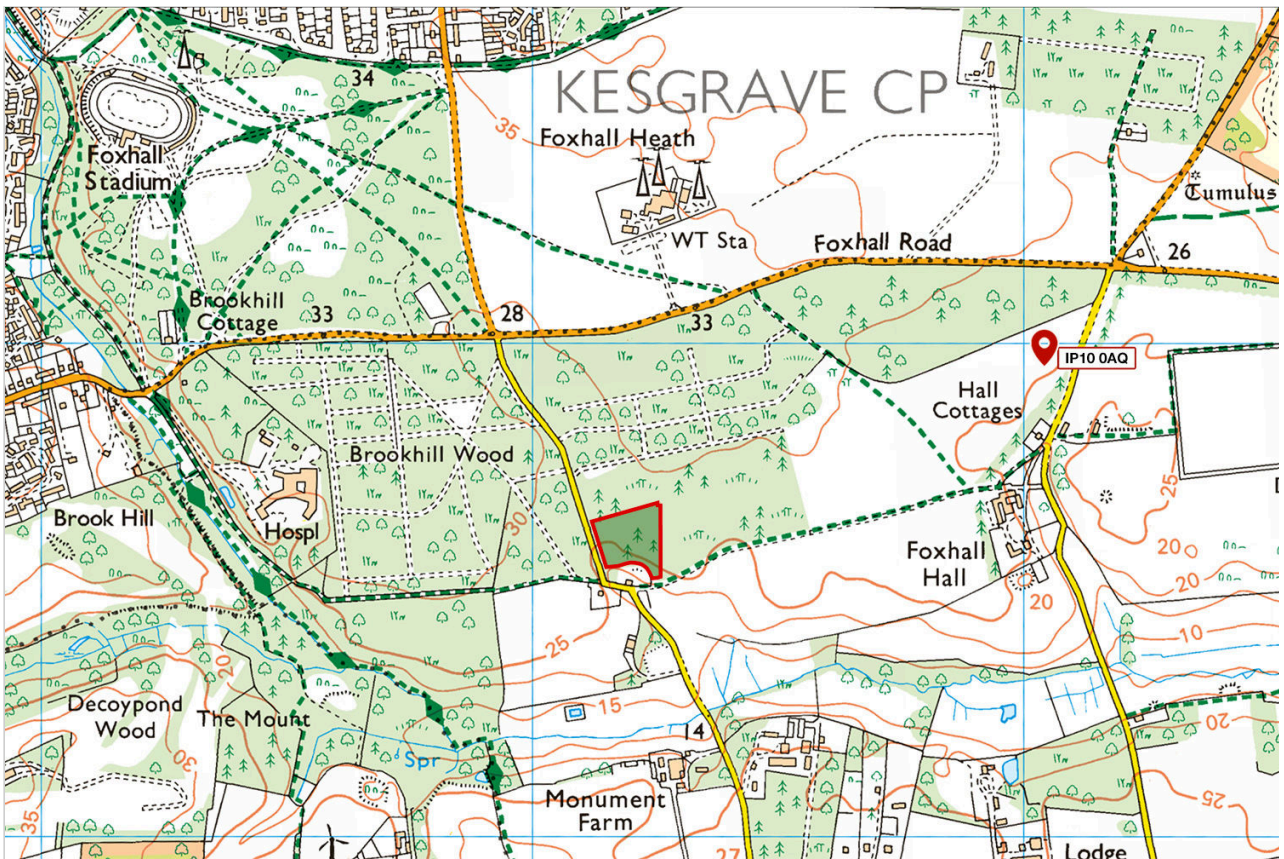 34
KESGRAVE CP
35
Foxhall Heath
Foxhall
Stadium
Tumulus
WT Sta
Foxhall Road
26
Brookhill
Cottage
33
28
33
IP10 0AQ
Hall
Cottages
Brookhill Wood
30
25
Brook Hill
Hospl
Foxhall
Hall
20
20
20
25
10
15
20
Decoypond
Wood
The Mount
14
20
Spr
30
35
Monument
Farm
25
27
Lodge